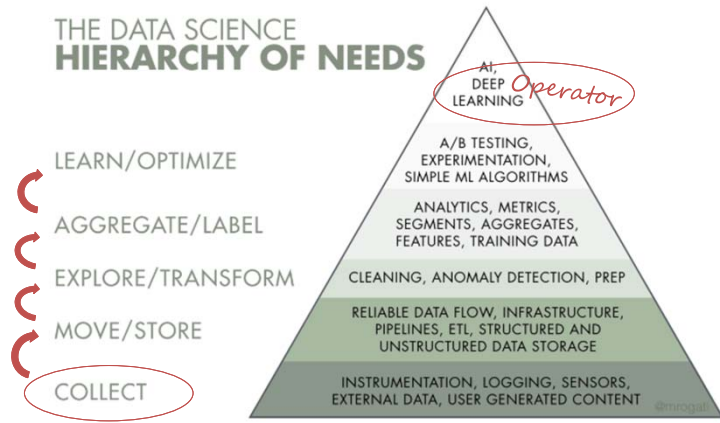 THE DATA SCIENCE
HIERARCHY OF NEEDS
AI,
DEEP
LEARNING
Operator
LEARN/OPTIMIZE
A/B TESTING,
EXPERIMENTATION,
SIMPLE ML ALGORITHMS
AGGREGATE/LABEL
ANALYTICS, METRICS,
SEGMENTS, AGGREGATES,
FEATURES, TRAINING DATA
EXPLORE/TRANSFORM
CLEANING, ANOMALY DETECTION, PREP
MOVE/STORE
RELIABLE DATA FLOW, INFRASTRUCTURE,
PIPELINES, ETL, STRUCTURED AND
UNSTRUCTURED DATA STORAGE
COLLECT
INSTRUMENTATION, LOGGING, SENSORS,
EXTERNAL DATA, USER GENERATED CONTENT
@mrogati